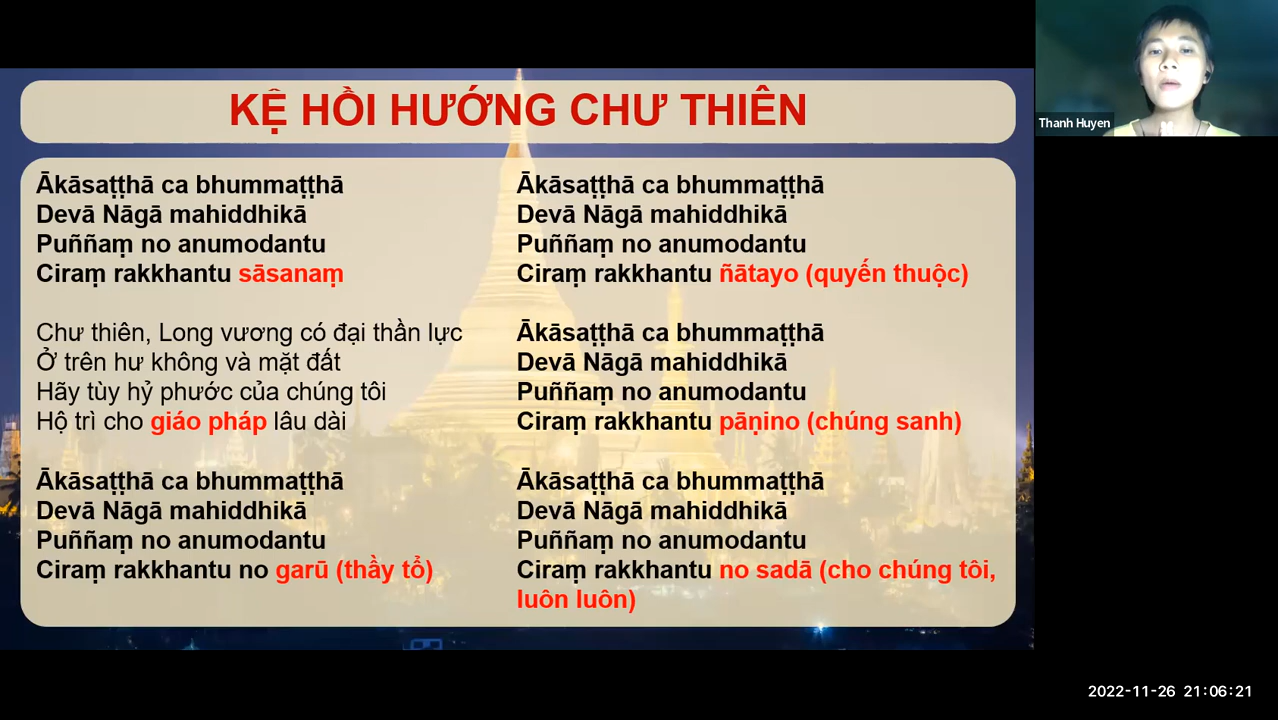 KỆ HỒI HƯỚNG CHƯ THIÊN
Ākāsaṭṭhā ca bhummaṭṭhā
Devā Nāgā mahiddhikā
Puññaṃ no anumodantu
Ciraṃ rakkhantu sāsanaṃ
Chư thiên, Long vương có đại thần lực
Ở trên hư không và mặt đất
Hãy tùy hỷ phước của chúng tôi
Hộ trì cho giáo pháp lâu dài
Ākāsaṭṭhā ca bhummaṭṭhā
Devā Nāgā mahiddhikā
Puññaṃ no anumodantu
Ciraṃ rakkhantu no garū (thầy tổ)
Ākāsaṭṭhā ca bhummaṭṭhā
Devā Nāgā mahiddhikā
Puññaṃ no anumodantu
Ciraṃ rakkhantu ñātayo (quyến thuộc)
Ākāsaṭṭhā ca bhummaṭṭhā
Devā Nāgā mahiddhikā
Puññaṃ no anumodantu
Ciraṃ rakkhantu pāṇino (chúng sanh)
Ākāsaṭṭhā ca bhummaṭṭhā
Devā Nāgā mahiddhikā
Puññaṃ no anumodantu
Ciraṃ rakkhantu no sadā (cho chúng tôi,
luôn luôn)
Thanh Huyen
2022-11-26 21:06:21